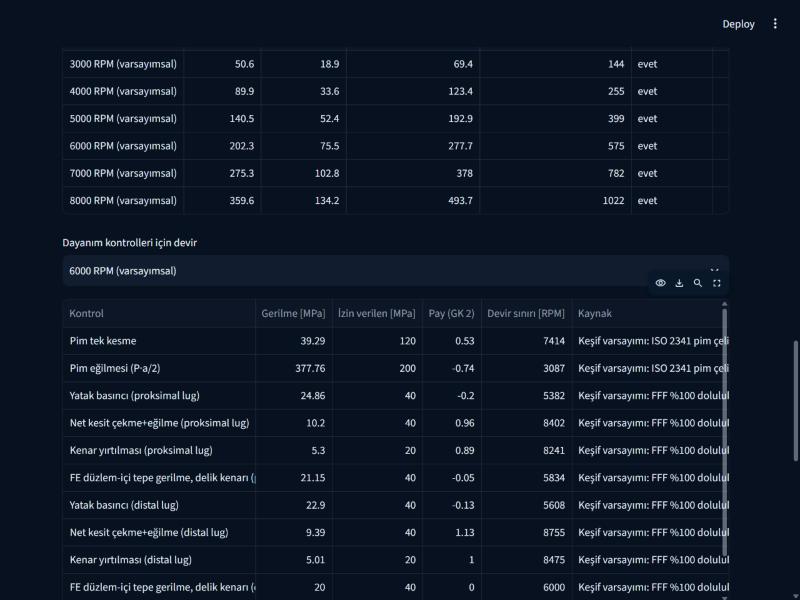 Deploy
3000 RPM (varsayımsal) 50.6 18.9 69.4 144 evet
4000 RPM (varsayımsal) 89.9 33.6 123.4 255 evet
5000 RPM (varsayımsal) 140.5 52.4 192.9 399 evet
6000 RPM (varsayımsal) 202.3 75.5 277.7 575 evet
7000 RPM (varsayımsal) 275.3 102.8 378 782 evet
8000 RPM (varsayımsal) 359.6 134.2 493.7 1022 evet
Dayanım kontrolleri için devir
6000 RPM (varsayımsal)
Kontrol Gerilme [MPa] İzin verilen [MPa] Pay (GK 2) Devir sınırı [RPM] Kaynak
Pim tek kesme 39.29 120 0.53 7414 Keşif varsayımı: ISO 2341 pim çeli
Pim eğilmesi (P·a/2) 377.76 200 -0.74 3087 Keşif varsayımı: ISO 2341 pim çeli
Yatak basıncı (proksimal lug) 24.86 40 -0.2 5382 Keşif varsayımı: FFF %100 dolulul
Net kesit çekme+eğilme (proksimal lug) 10.2 40 0.96 8402 Keşif varsayımı: FFF %100 dolulul
Kenar yırtılması (proksimal lug) 5.3 20 0.89 8241 Keşif varsayımı: FFF %100 dolulul
FE düzlem-içi tepe gerilme, delik kenarı (p 21.15 40 -0.05 5834 Keşif varsayımı: FFF %100 dolulul
Yatak basıncı (distal lug) 22.9 40 -0.13 5608 Keşif varsayımı: FFF %100 dolulul
Net kesit çekme+eğilme (distal lug) 9.39 40 1.13 8755 Keşif varsayımı: FFF %100 dolulul
Kenar yırtılması (distal lug) 5.01 20 1 8475 Keşif varsayımı: FFF %100 dolulul
FE düzlem-içi tepe gerilme, delik kenarı (d 20 40 0 6000 Keşif varsayımı: FFF %100 dolulul